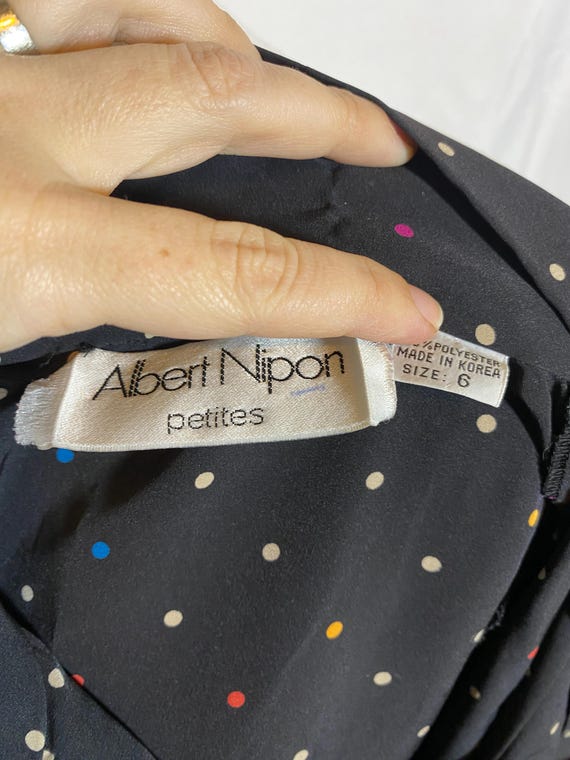 Albert Nipon
petites
% POLYESTER
MADE IN KOREA
SIZE: 6